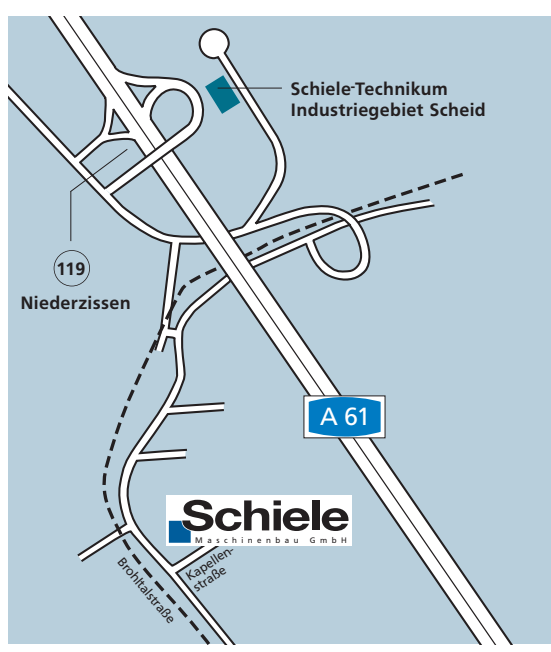 Schiele-Technikum
Industriegebiet Scheid
119
Niederzissen
A 61
Schiele
Maschinenbau GmbH
Kapellen-
straße
Brohltalstraße